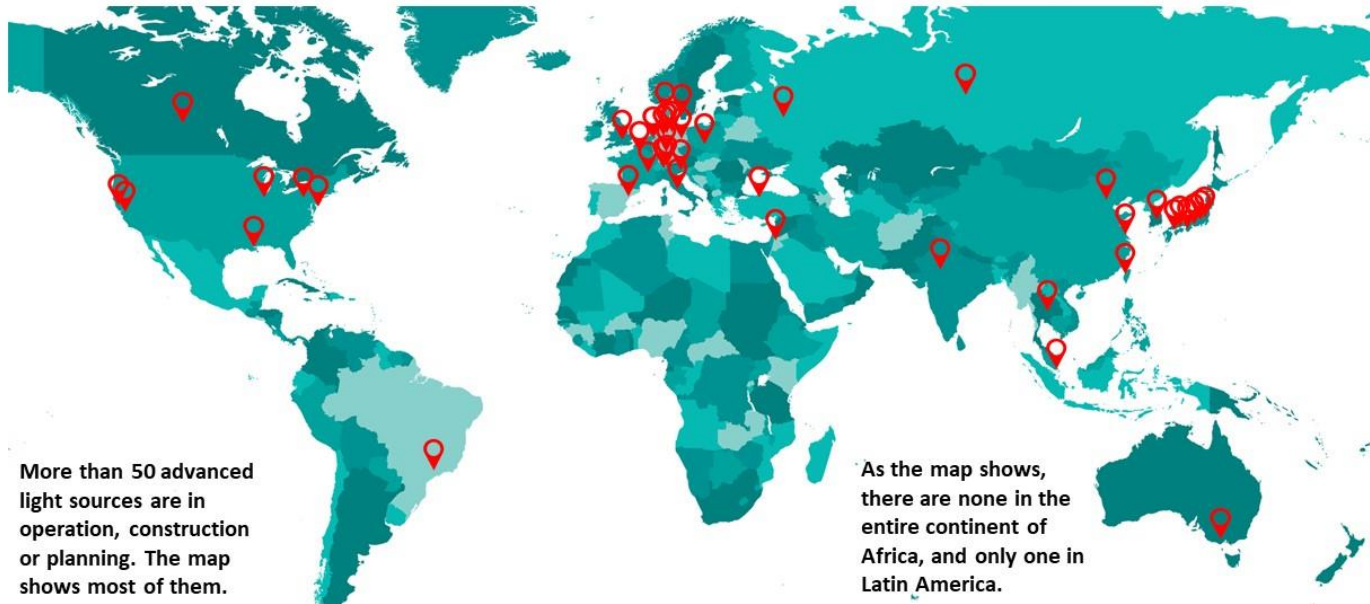 More than 50 advanced
light sources are in
operation, construction
or planning. The map
shows most of them.
As the map shows,
there are none in the
entire continent of
Africa, and only one in
Latin America.